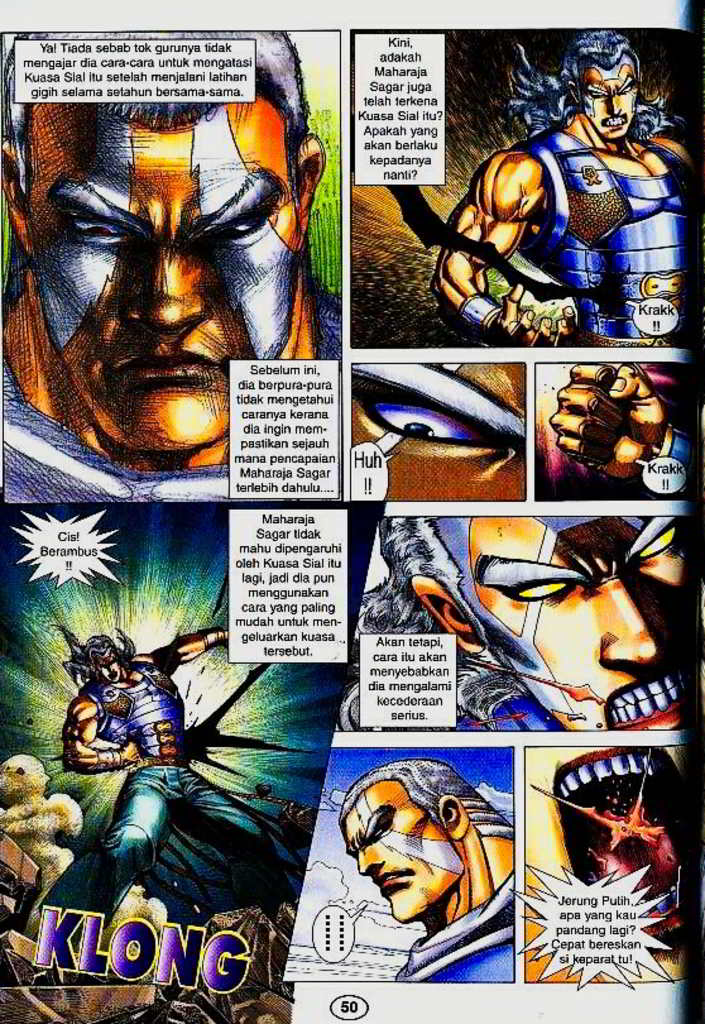 Ya! Tiada sebab tok gurunya tidak
mengajar dia cara-cara untuk mengatasi
Kuasa Sial itu setelah menjalani latihan
gigih selama setahun bersama-sama.
Sebelum ini,
dia berpura-pura
tidak mengetahui
caranya kerana
dia ingin mem-
pastikan sejauh
mana pencapaian
Maharaja Sagar
terlebih dahulu....
Kini,
adakah
Maharaja
Sagar juga
telah terkena
Kuasa Sial itu?
Apakah yang
akan berlaku
kepadanya
nanti?
Krakk
!!
Huh
!!
Krakk
!!
Cis!
Berambus
!!
Maharaja
Sagar tidak
mahu dipengaruhi
oleh Kuasa Sial itu
lagi, jadi dia pun
menggunakan
cara yang paling
mudah untuk men-
geluarkan kuasa
tersebut.
KLONG
Akan tetapi,
cara itu akan
menyebabkan
dia mengalami
kecederaan
serius.
Jerung Putih,
apa yang kau
pandang lagi?
Cepat bereskan
si keparat tu!
50